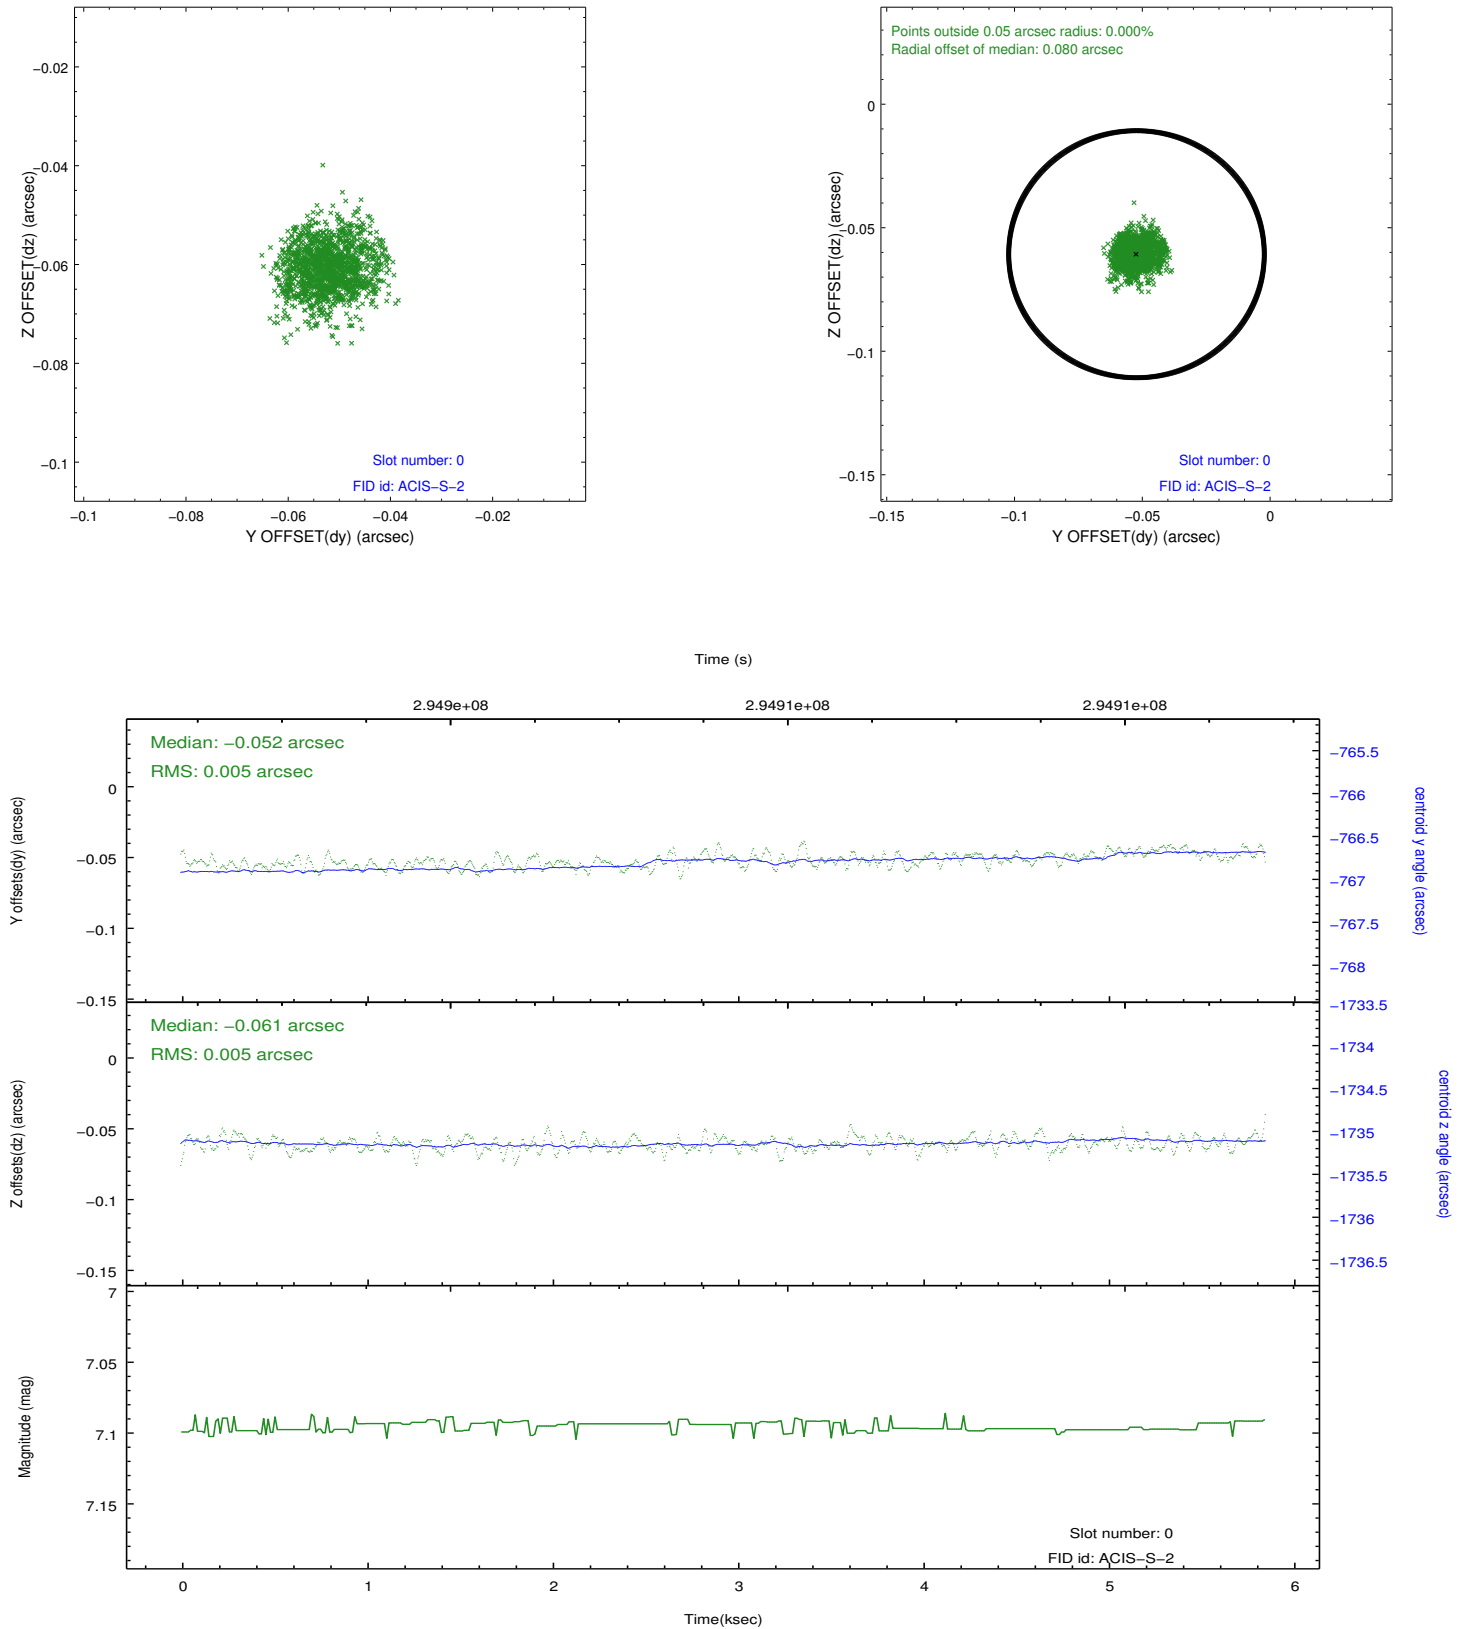 −0.02
−0.04
−0.06
−0.08
−0.1
Z OFFSET(dz) (arcsec)
Slot number: 0
FID id: ACIS−S−2
−0.1
−0.08
−0.06
−0.04
−0.02
Y OFFSET(dy) (arcsec)
Points outside 0.05 arcsec radius: 0.000%
Radial offset of median: 0.080 arcsec
0
−0.05
−0.1
−0.15
Z OFFSET(dz) (arcsec)
Slot number: 0
FID id: ACIS−S−2
−0.15
−0.1
−0.05
0
Y OFFSET(dy) (arcsec)
Time (s)
2.949e+08
2.9491e+08
2.9491e+08
Median: −0.052 arcsec
RMS: 0.005 arcsec
0
−0.05
−0.1
−0.15
Y offsets(dy) (arcsec)
−765.5
−766
−766.5
−767
−767.5
−768
centroid y angle (arcsec)
Median: −0.061 arcsec
RMS: 0.005 arcsec
0
−0.05
−0.1
−0.15
Z offsets(dz) (arcsec)
−1733.5
−1734
−1734.5
−1735
−1735.5
−1736
−1736.5
centroid z angle (arcsec)
7
7.05
7.1
7.15
Magnitude (mag)
Slot number: 0
FID id: ACIS−S−2
0
1
2
3
4
5
6
Time(ksec)